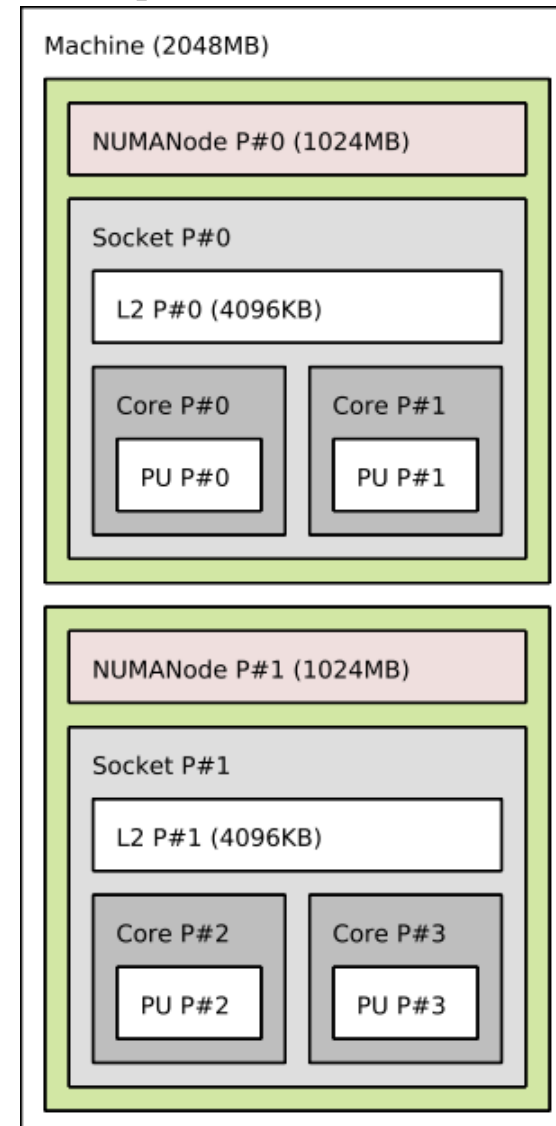 Machine (2048MB)
NUMANode P#0 (1024MB)
Socket P#0
L2 P#0 (4096KB)
Core P#0 Core P#1
PU P#0 PU P#1
NUMANode P#1 (1024MB)
Socket P#1
L2 P#1 (4096KB)
Core P#2 Core P#3
PU P#2 PU P#3